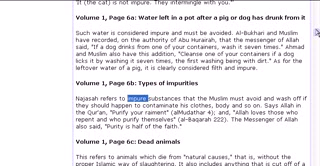 If (the cat) is not impure. They intermingle with you."
Volume 1, Page 6a: Water left in a pot after a pig or dog has drunk from it
Such water is considered impure and must be avoided. Al-Bukhari and Muslim
have recorded, on the authority of Abu Hurairah, that the messenger of Allah
said, "If a dog drinks from one of your containers, wash it seven times." Ahmad
and Muslim also have this addition, "Cleanse one of your containers if a dog
licks it by washing it seven times, the first washing being with dirt." As for the
leftover water of a pig, it is clearly considered filth and impure.
Volume 1, Page 6b: Types of impurities
Najasah refers to impure substances that the Muslim must avoid and wash off if
they should happen to contaminate his clothes, body and so on. Says Allah in
the Qur'an, "Purify your raiment" (alMudathar 4); and, "Allah loves those who
repent and who purify themselves" (al-Baqarah 222). The Messenger of Allah
also said, "Purity is half of the faith."
Volume 1, Page 6c: Dead animals
This refers to animals which die from "natural causes," that is, without the
proper Islamic way of slaughtering. It also includes anything that is cut off of a